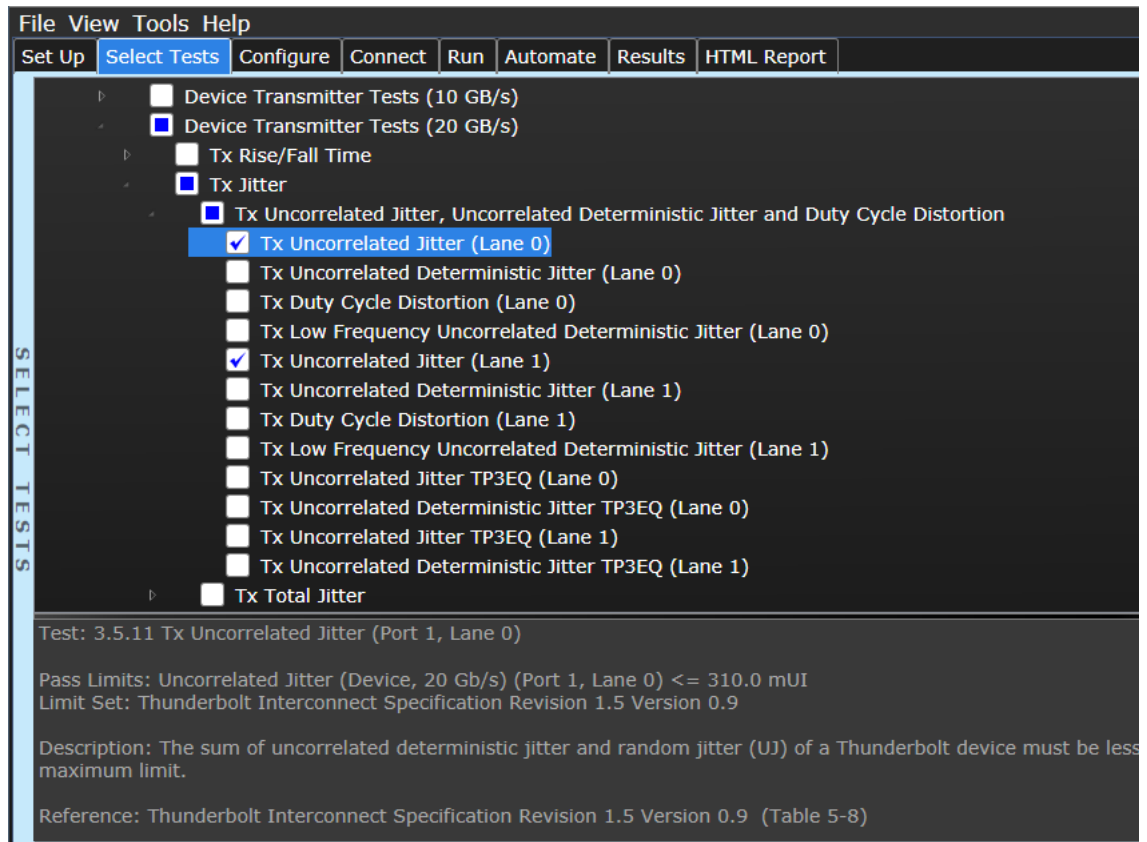 File View Tools Help
Set Up Select Tests Configure Connect Run Automate Results HTML Report
Device Transmitter Tests (10 GB/s)
Device Transmitter Tests (20 GB/s)
Tx Rise/Fall Time
Tx Jitter
Tx Uncorrelated Jitter, Uncorrelated Deterministic Jitter and Duty Cycle Distortion
Tx Uncorrelated Jitter (Lane 0)
Tx Uncorrelated Deterministic Jitter (Lane 0)
Tx Duty Cycle Distortion (Lane 0)
Tx Low Frequency Uncorrelated Deterministic Jitter (Lane 0)
Tx Uncorrelated Jitter (Lane 1)
Tx Uncorrelated Deterministic Jitter (Lane 1)
Tx Duty Cycle Distortion (Lane 1)
Tx Low Frequency Uncorrelated Deterministic Jitter (Lane 1)
Tx Uncorrelated Jitter TP3EQ (Lane 0)
Tx Uncorrelated Deterministic Jitter TP3EQ (Lane 0)
Tx Uncorrelated Jitter TP3EQ (Lane 1)
Tx Uncorrelated Deterministic Jitter TP3EQ (Lane 1)
Tx Total Jitter
SELECT TESTS
Test: 3.5.11 Tx Uncorrelated Jitter (Port 1, Lane 0)
Pass Limits: Uncorrelated Jitter (Device, 20 Gb/s) (Port 1, Lane 0) <= 310.0 mUI
Limit Set: Thunderbolt Interconnect Specification Revision 1.5 Version 0.9
Description: The sum of uncorrelated deterministic jitter and random jitter (UJ) of a Thunderbolt device must be less
maximum limit.
Reference: Thunderbolt Interconnect Specification Revision 1.5 Version 0.9 (Table 5-8)